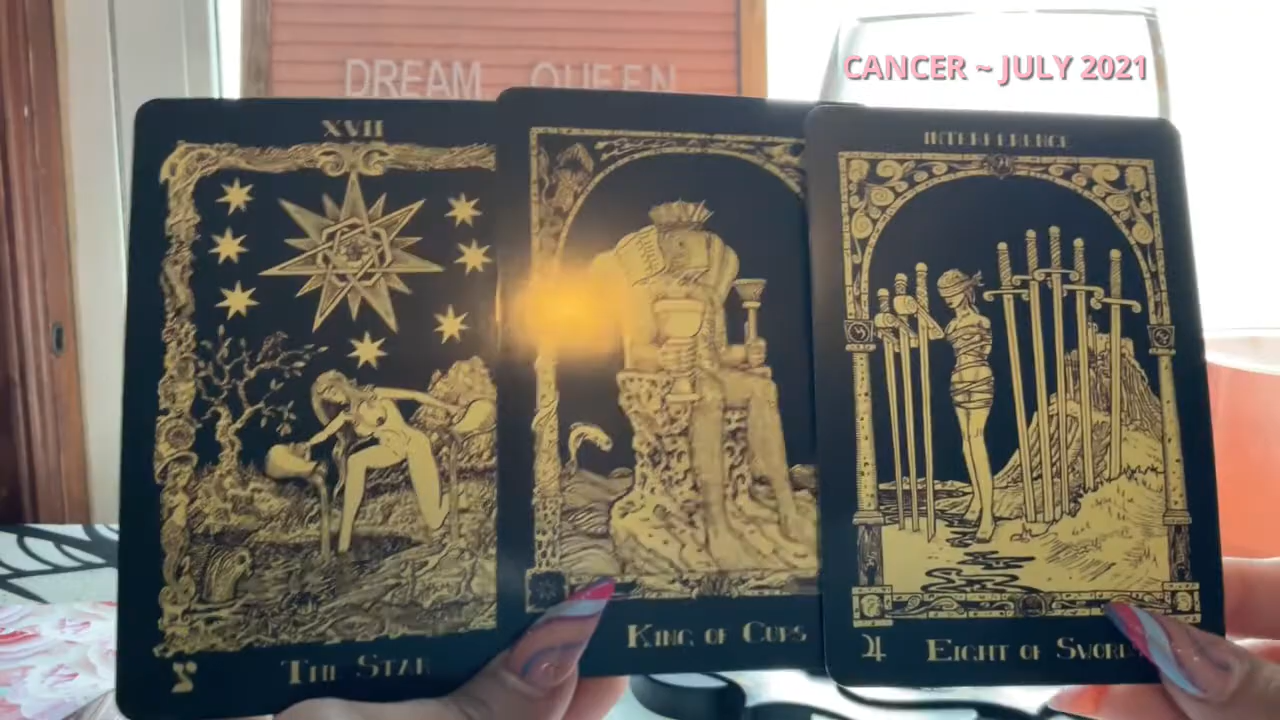 DREAM QUEEN
CANCER ~ JULY 2021
XVII
INTERFERENCE
THE STAR
KING OF CUPS
EIGHT OF SWORDS